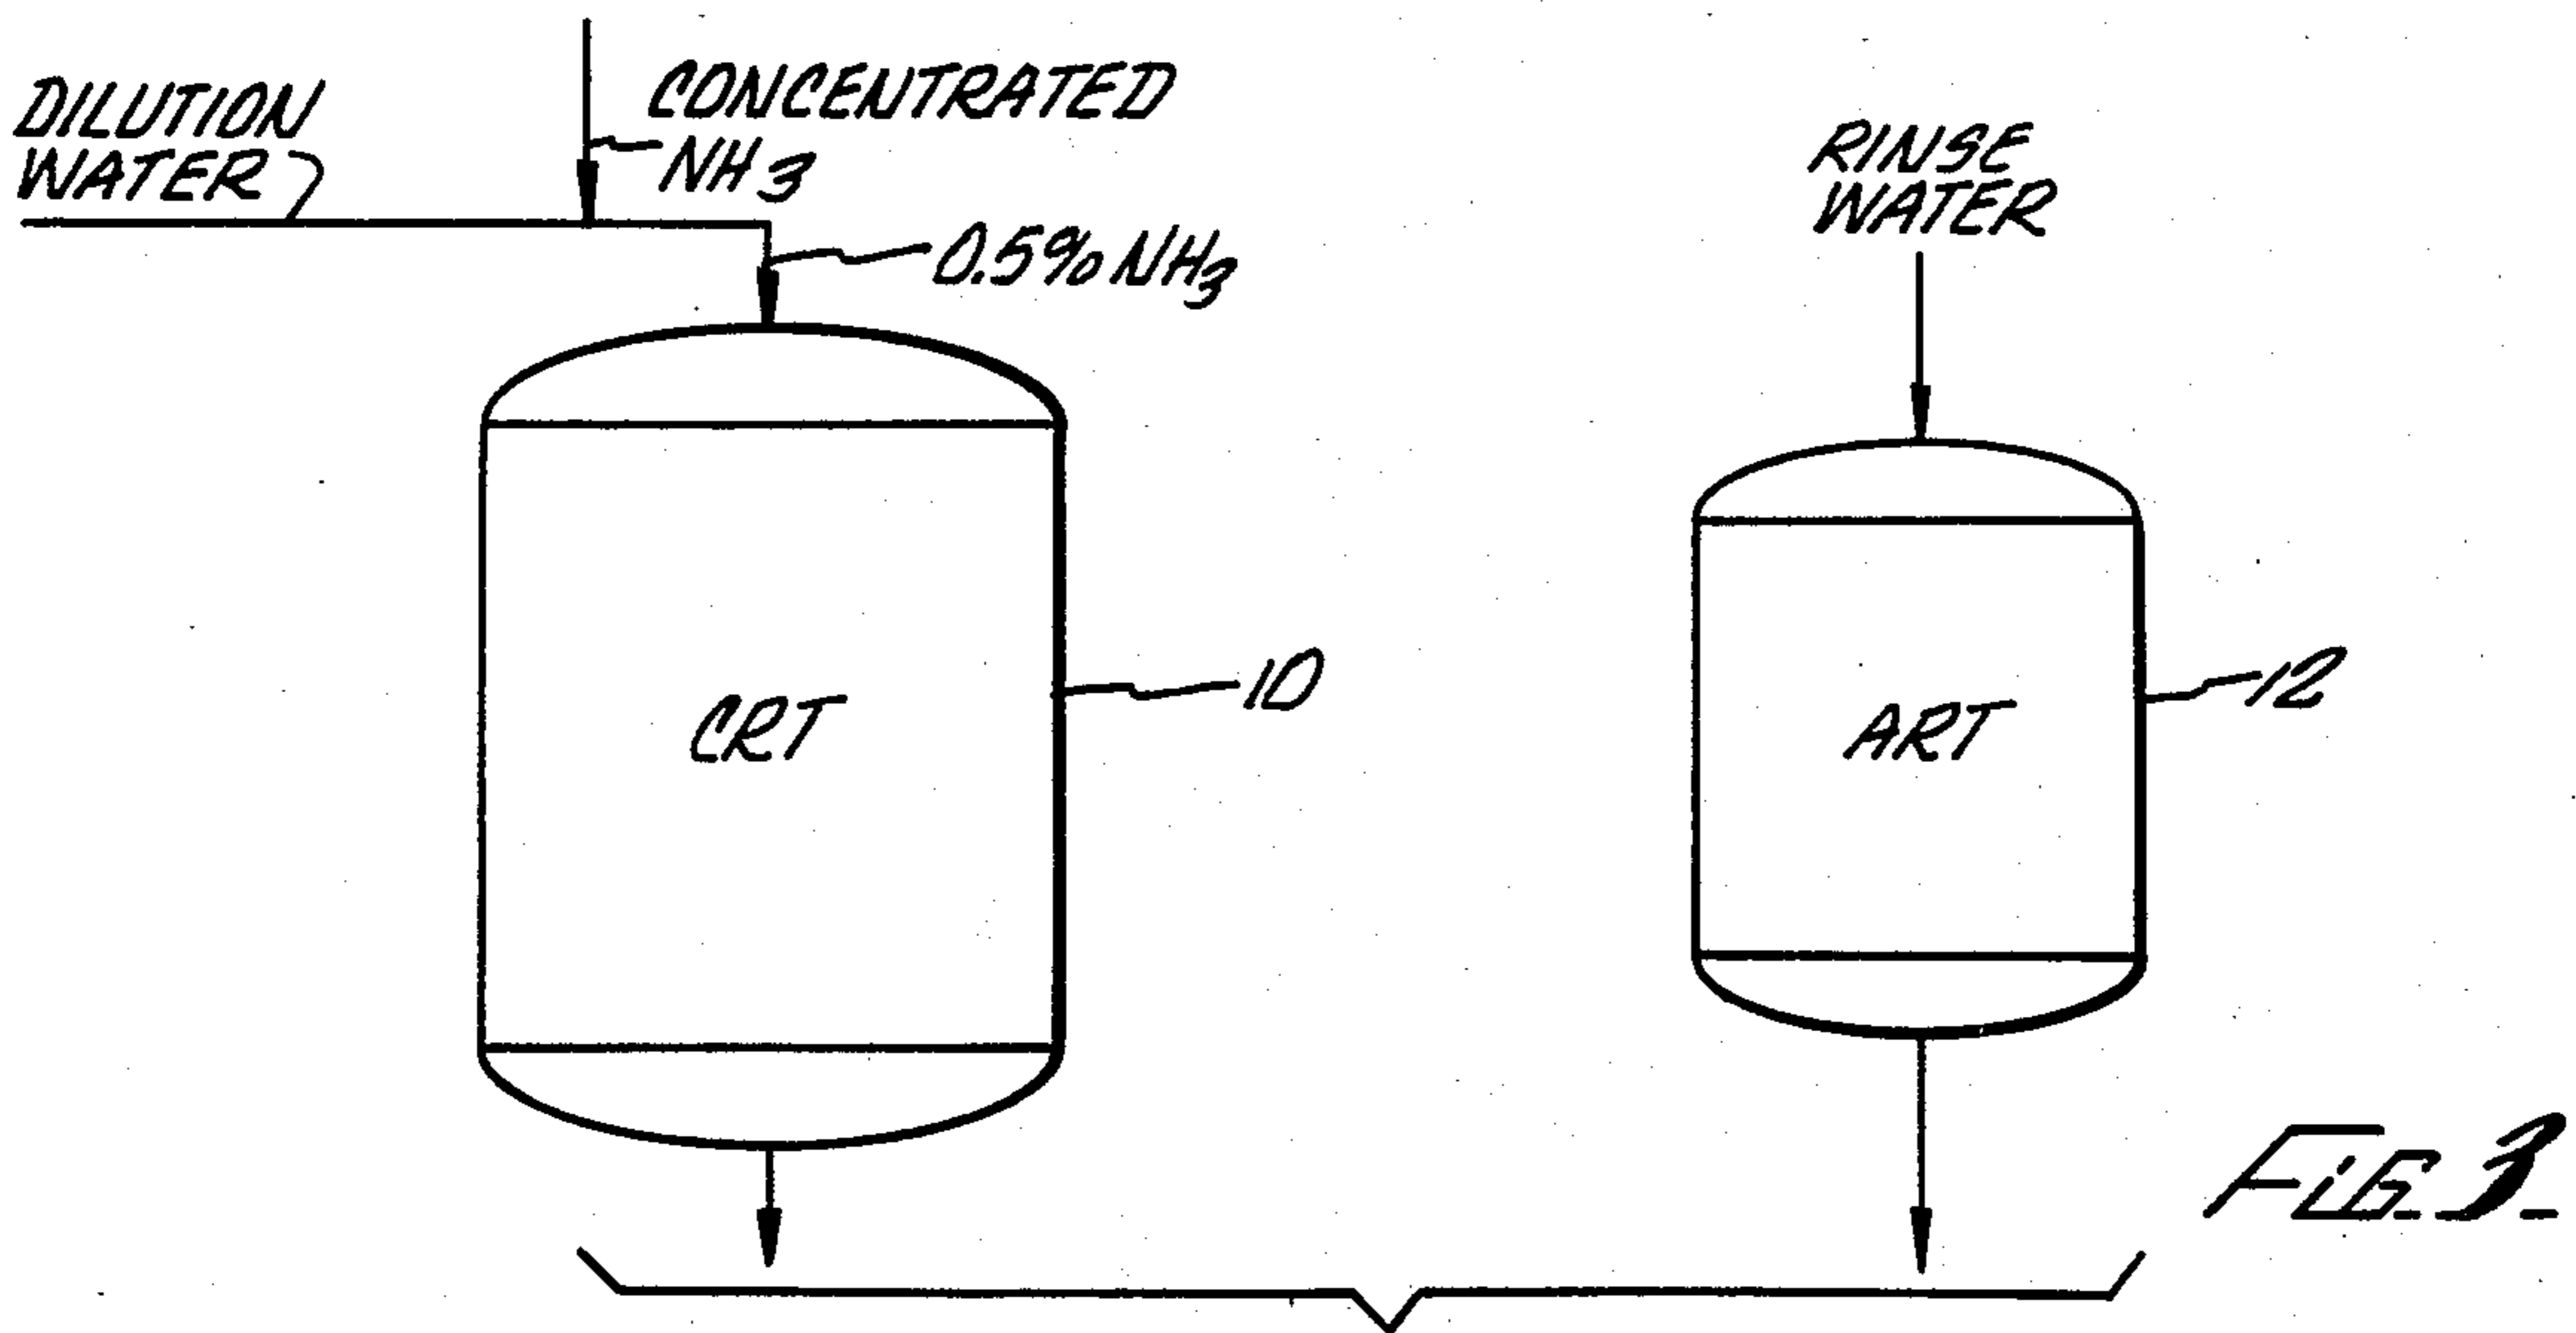 DILUTION
WATER
CONCENTRATED
NH3
0.5% NH3
RINSE
WATER
CRT
10
ART
12
FIG. 3